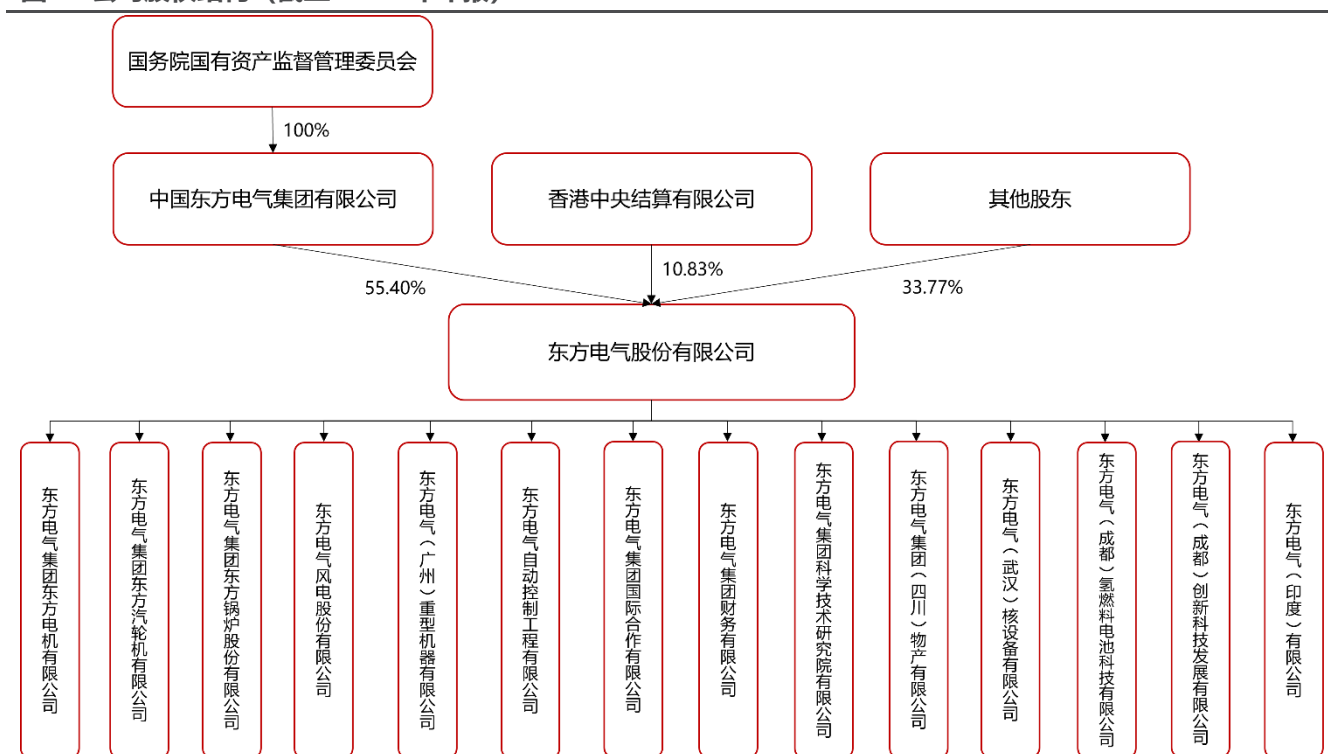 国务院国有资产监督管理委员会
100%
中国东方电气集团有限公司
香港中央结算有限公司
其他股东
55.40%
10.83%
33.77%
东方电气股份有限公司
东方电气集团东方电机有限公司
东方电气集团东方汽轮机有限公司
东方电气集团东方锅炉股份有限公司
东方电气风电股份有限公司
东方电气（广州）重型机器有限公司
东方电气自动控制工程有限公司
东方电气集团国际合作有限公司
东方电气集团财务有限公司
东方电气集团科学技术研究院有限公司
东方电气集团（四川）物产有限公司
东方电气（武汉）核设备有限公司
东方电气（成都）氢燃料电池科技有限公司
东方电气（成都）创新科技发展有限公司
东方电气（印度）有限公司